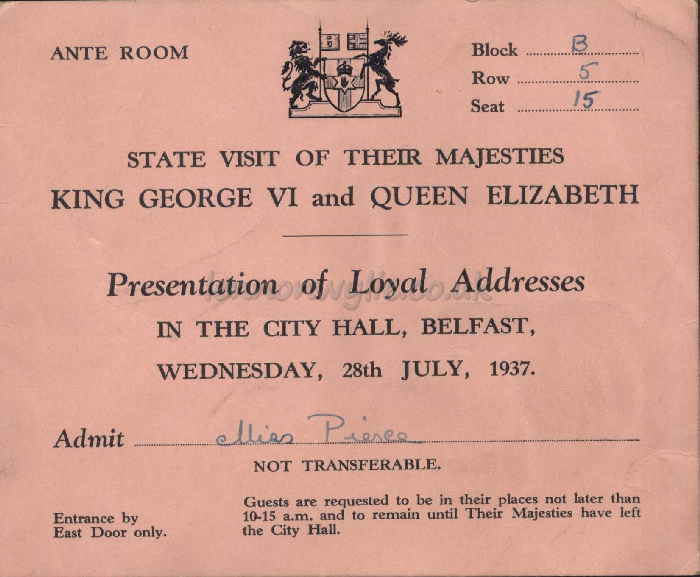 ANTE ROOM
Block B
Row 5
Seat 15
STATE VISIT OF THEIR MAJESTIES
KING GEORGE VI and QUEEN ELIZABETH
Presentation of Loyal Addresses
lennonwylie.co.uk
IN THE CITY HALL, BELFAST,
WEDNESDAY, 28th JULY, 1937.
Admit Miss Pierce
NOT TRANSFERABLE.
Entrance by
East Door only.
Guests are requested to be in their places not later than
10-15 a.m. and to remain until Their Majesties have left
the City Hall.